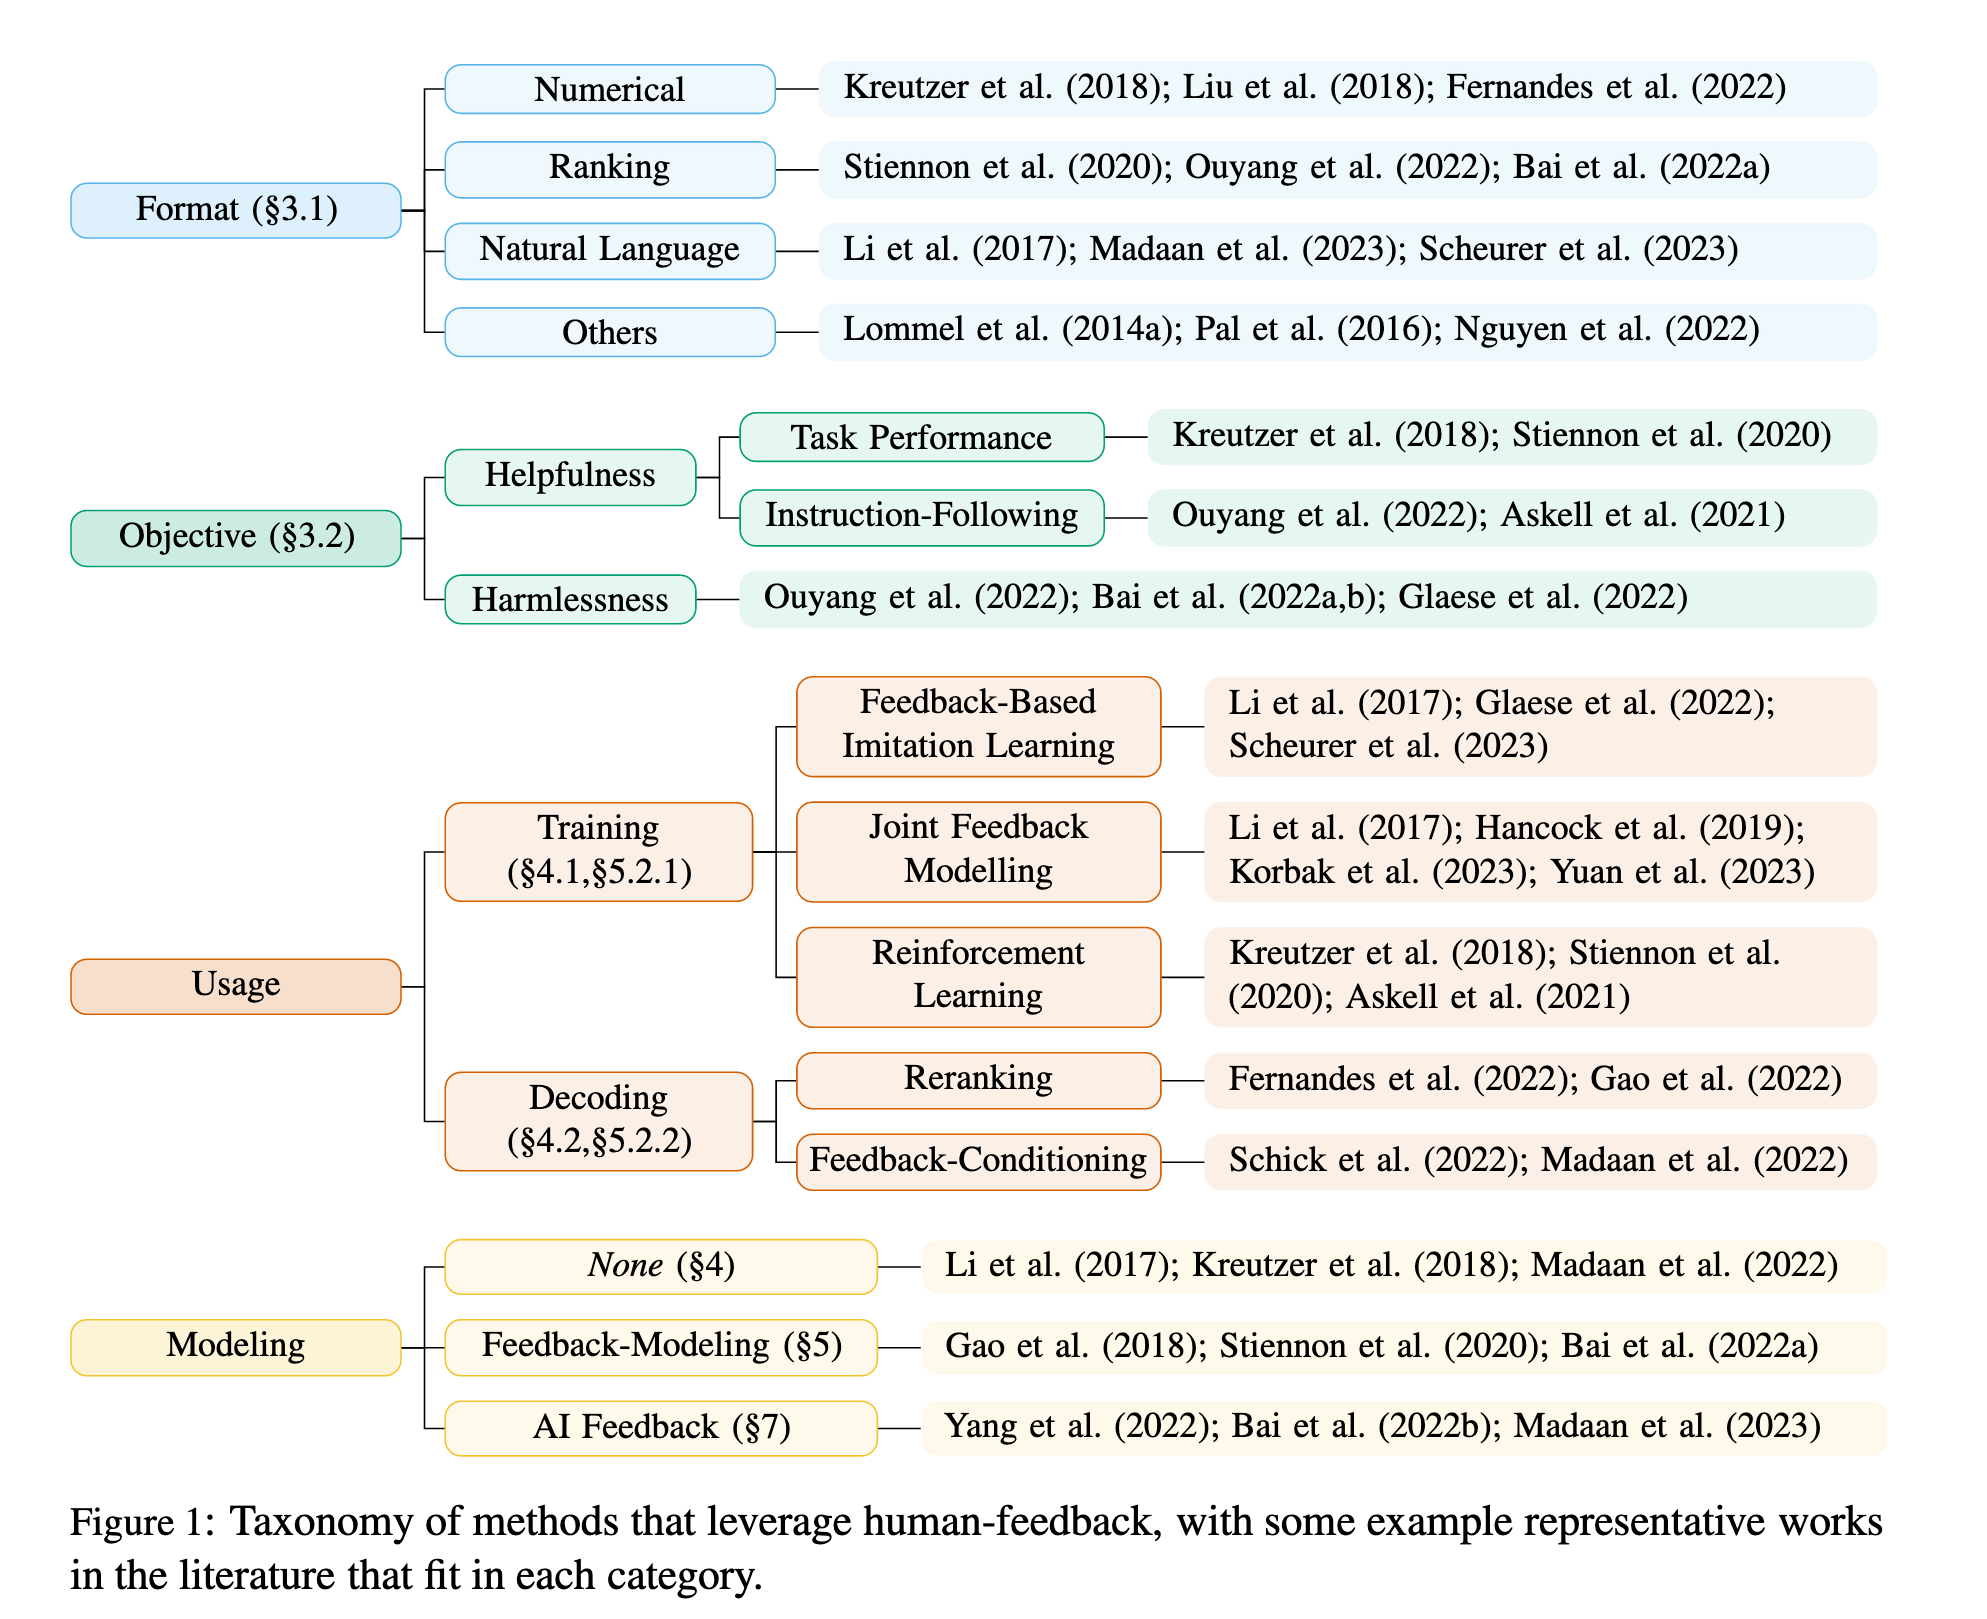 Numerical
Kreutzer et al. (2018); Liu et al. (2018); Fernandes et al. (2022)
Ranking
Stiennon et al. (2020); Ouyang et al. (2022); Bai et al. (2022a)
Format (§3.1)
Natural Language
Li et al. (2017); Madaan et al. (2023); Scheurer et al. (2023)
Others
Lommel et al. (2014a); Pal et al. (2016); Nguyen et al. (2022)
Task Performance
Kreutzer et al. (2018); Stiennon et al. (2020)
Helpfulness
Instruction-Following
Ouyang et al. (2022); Askell et al. (2021)
Objective (§3.2)
Harmlessness
Ouyang et al. (2022); Bai et al. (2022a,b); Glaese et al. (2022)
Feedback-Based
Imitation Learning
Li et al. (2017); Glaese et al. (2022);
Scheurer et al. (2023)
Training
(§4.1,§5.2.1)
Joint Feedback
Modelling
Li et al. (2017); Hancock et al. (2019);
Korbak et al. (2023); Yuan et al. (2023)
Reinforcement
Learning
Kreutzer et al. (2018); Stiennon et al.
(2020); Askell et al. (2021)
Usage
Decoding
(§4.2,§5.2.2)
Reranking
Fernandes et al. (2022); Gao et al. (2022)
Feedback-Conditioning
Schick et al. (2022); Madaan et al. (2022)
None (§4)
Li et al. (2017); Kreutzer et al. (2018); Madaan et al. (2022)
Modeling
Feedback-Modeling (§5)
Gao et al. (2018); Stiennon et al. (2020); Bai et al. (2022a)
AI Feedback (§7)
Yang et al. (2022); Bai et al. (2022b); Madaan et al. (2023)
Figure 1: Taxonomy of methods that leverage human-feedback, with some example representative works
in the literature that fit in each category.